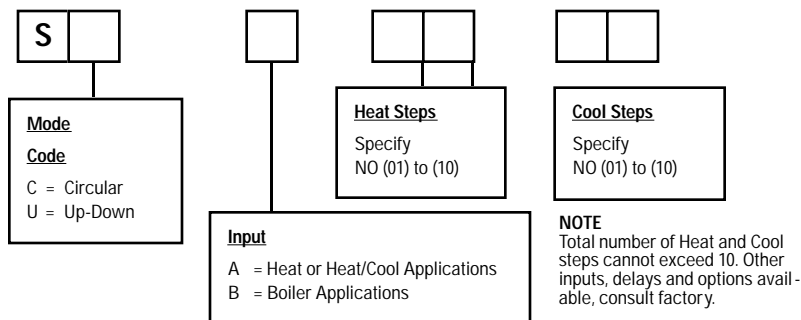 S
Mode
Code
C = Circular
U = Up-Down
Input
A = Heat or Heat/Cool Applications
B = Boiler Applications
Heat Steps
Specify
NO (01) to (10)
Cool Steps
Specify
NO (01) to (10)
NOTE
Total number of Heat and Cool
steps cannot exceed 10. Other
inputs, delays and options avail-
able, consult factory.